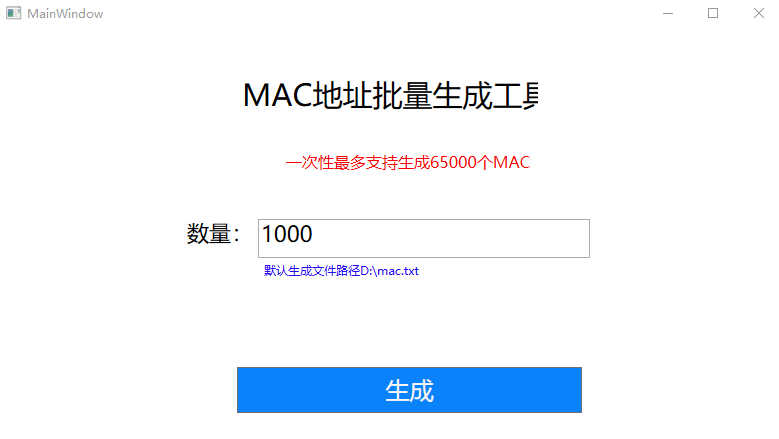 MainWindow
MAC地址批量生成工具
一次性最多支持生成65000个MAC
数量：
1000
默认生成文件路径D:\mac.txt
生成